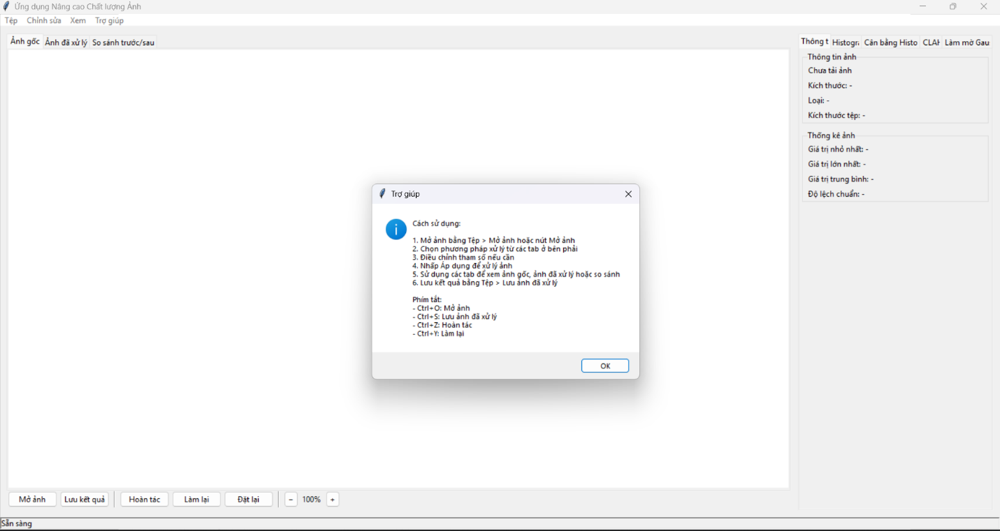 Ứng dụng Nâng cao Chất lượng Ảnh
Tệp Chỉnh sửa Xem Trợ giúp
Ảnh gốc Ảnh đã xử lý So sánh trước/sau
Thông t Histogr Cân bằng Histo CLAH Làm mờ Gau
Thông tin ảnh
Chưa tải ảnh
Kích thước: -
Loại: -
Kích thước tệp: -
Thống kê ảnh
Giá trị nhỏ nhất: -
Giá trị lớn nhất: -
Giá trị trung bình: -
Độ lệch chuẩn: -
Trợ giúp
Cách sử dụng:
1. Mở ảnh bằng Tệp > Mở ảnh hoặc nút Mở ảnh
2. Chọn phương pháp xử lý từ các tab ở bên phải
3. Điều chỉnh tham số nếu cần
4. Nhấp Áp dụng để xử lý ảnh
5. Sử dụng các tab để xem ảnh gốc, ảnh đã xử lý hoặc so sánh
6. Lưu kết quả bằng Tệp > Lưu ảnh đã xử lý
Phím tắt:
- Ctrl+O: Mở ảnh
- Ctrl+S: Lưu ảnh đã xử lý
- Ctrl+Z: Hoàn tác
- Ctrl+Y: Làm lại
OK
Mở ảnh Lưu kết quả Hoàn tác Làm lại Đặt lại - 100% +
Sẵn sàng